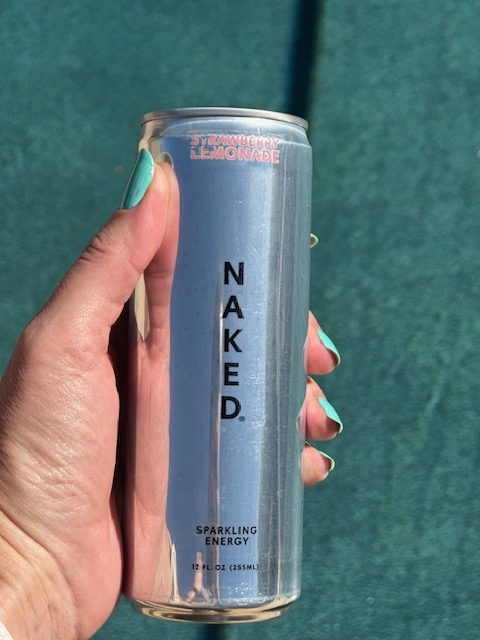 STRAWBERRY
LEMONADE
NAKED®
SPARKLING
ENERGY
12 FL. OZ (355ML)